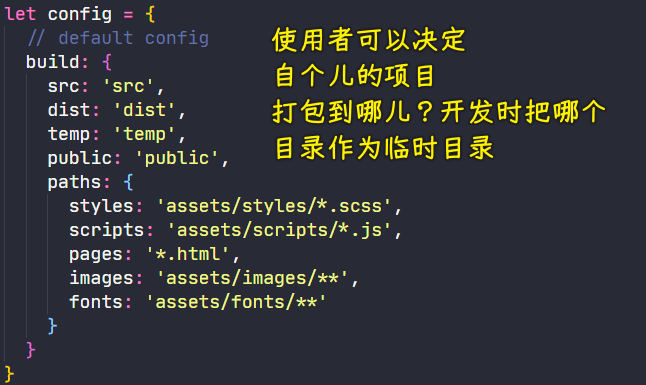 let config = {
// default config
使用者可以决定
build: {
自个儿的项目
src: 'src',
dist: 'dist',
打包到哪儿？开发时把哪个
temp: 'temp',
目录作为临时目录
public: 'public',
paths: {
styles: 'assets/styles/*.scss',
scripts: 'assets/scripts/*.js',
pages: '*.html',
images: 'assets/images/**',
fonts: 'assets/fonts/**'
}
}
}